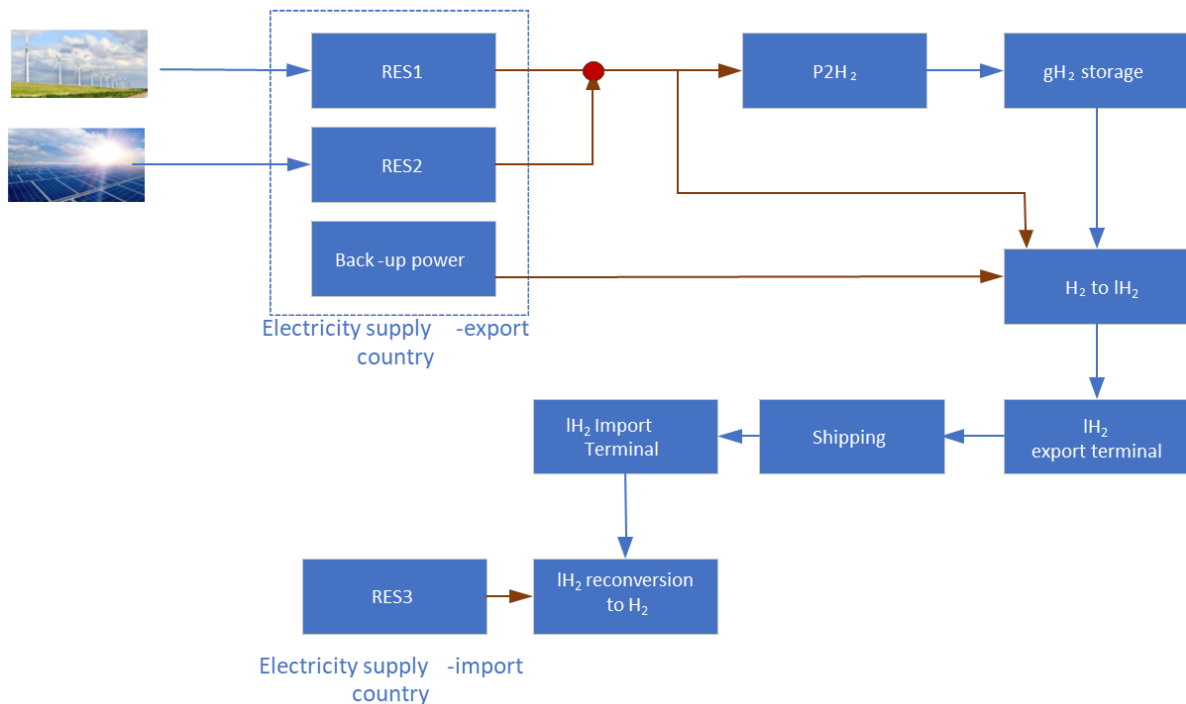 RES1
P2H₂
gH₂ storage
RES2
Back -up power
H₂ to lH₂
Electricity supply -export
country
lH₂ Import
Terminal
Shipping
lH₂
export terminal
RES3
lH₂ reconversion
to H₂
Electricity supply -import
country